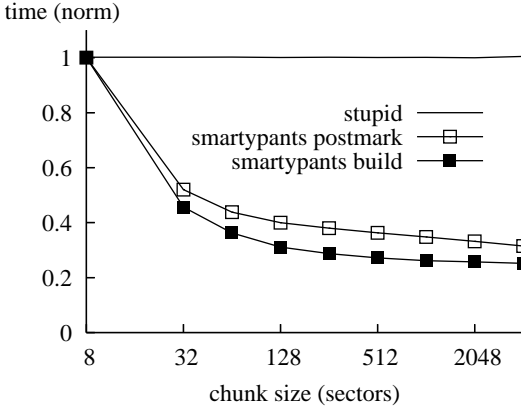 time (norm)
1
0.8
0.6
0.4
0.2
0
stupid
smartypants postmark
smartypants build
8 32 128 512 2048
chunk size (sectors)